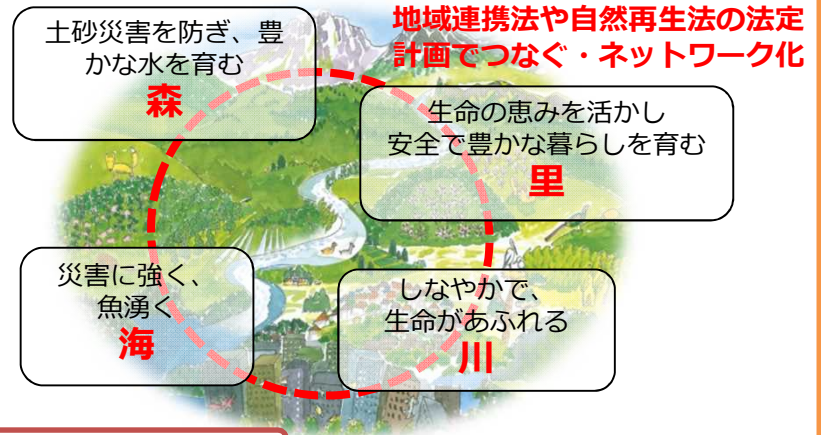 地域連携法や自然再生法の法定
計画でつなぐ・ネットワーク化
土砂災害を防ぎ、豊
かな水を育む
森
生命の恵みを活かし
安全で豊かな暮らしを育む
里
災害に強く、
魚湧く
海
しなやかで、
生命があふれる
川